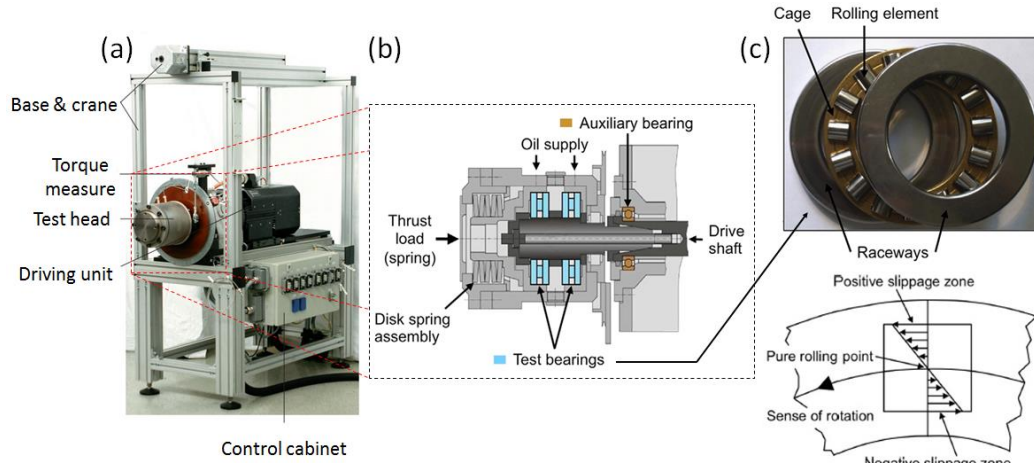 (a)
Base & crane
Torque
measure
Test head
Driving unit
Control cabinet
(b)
Auxiliary bearing
Oil supply
Thrust
load
(spring)
Drive
shaft
Disk spring
assembly
Test bearings
(c)
Cage
Rolling element
Raceways
Positive slippage zone
Pure rolling point
Sense of rotation
Negative slippage zone